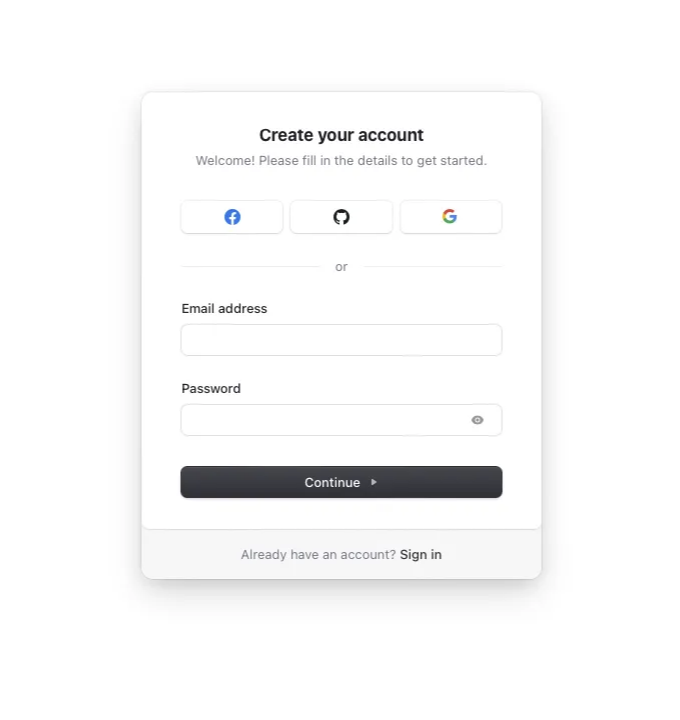 Create your account
Welcome! Please fill in the details to get started.
or
Email address
Password
Continue
Already have an account? Sign in